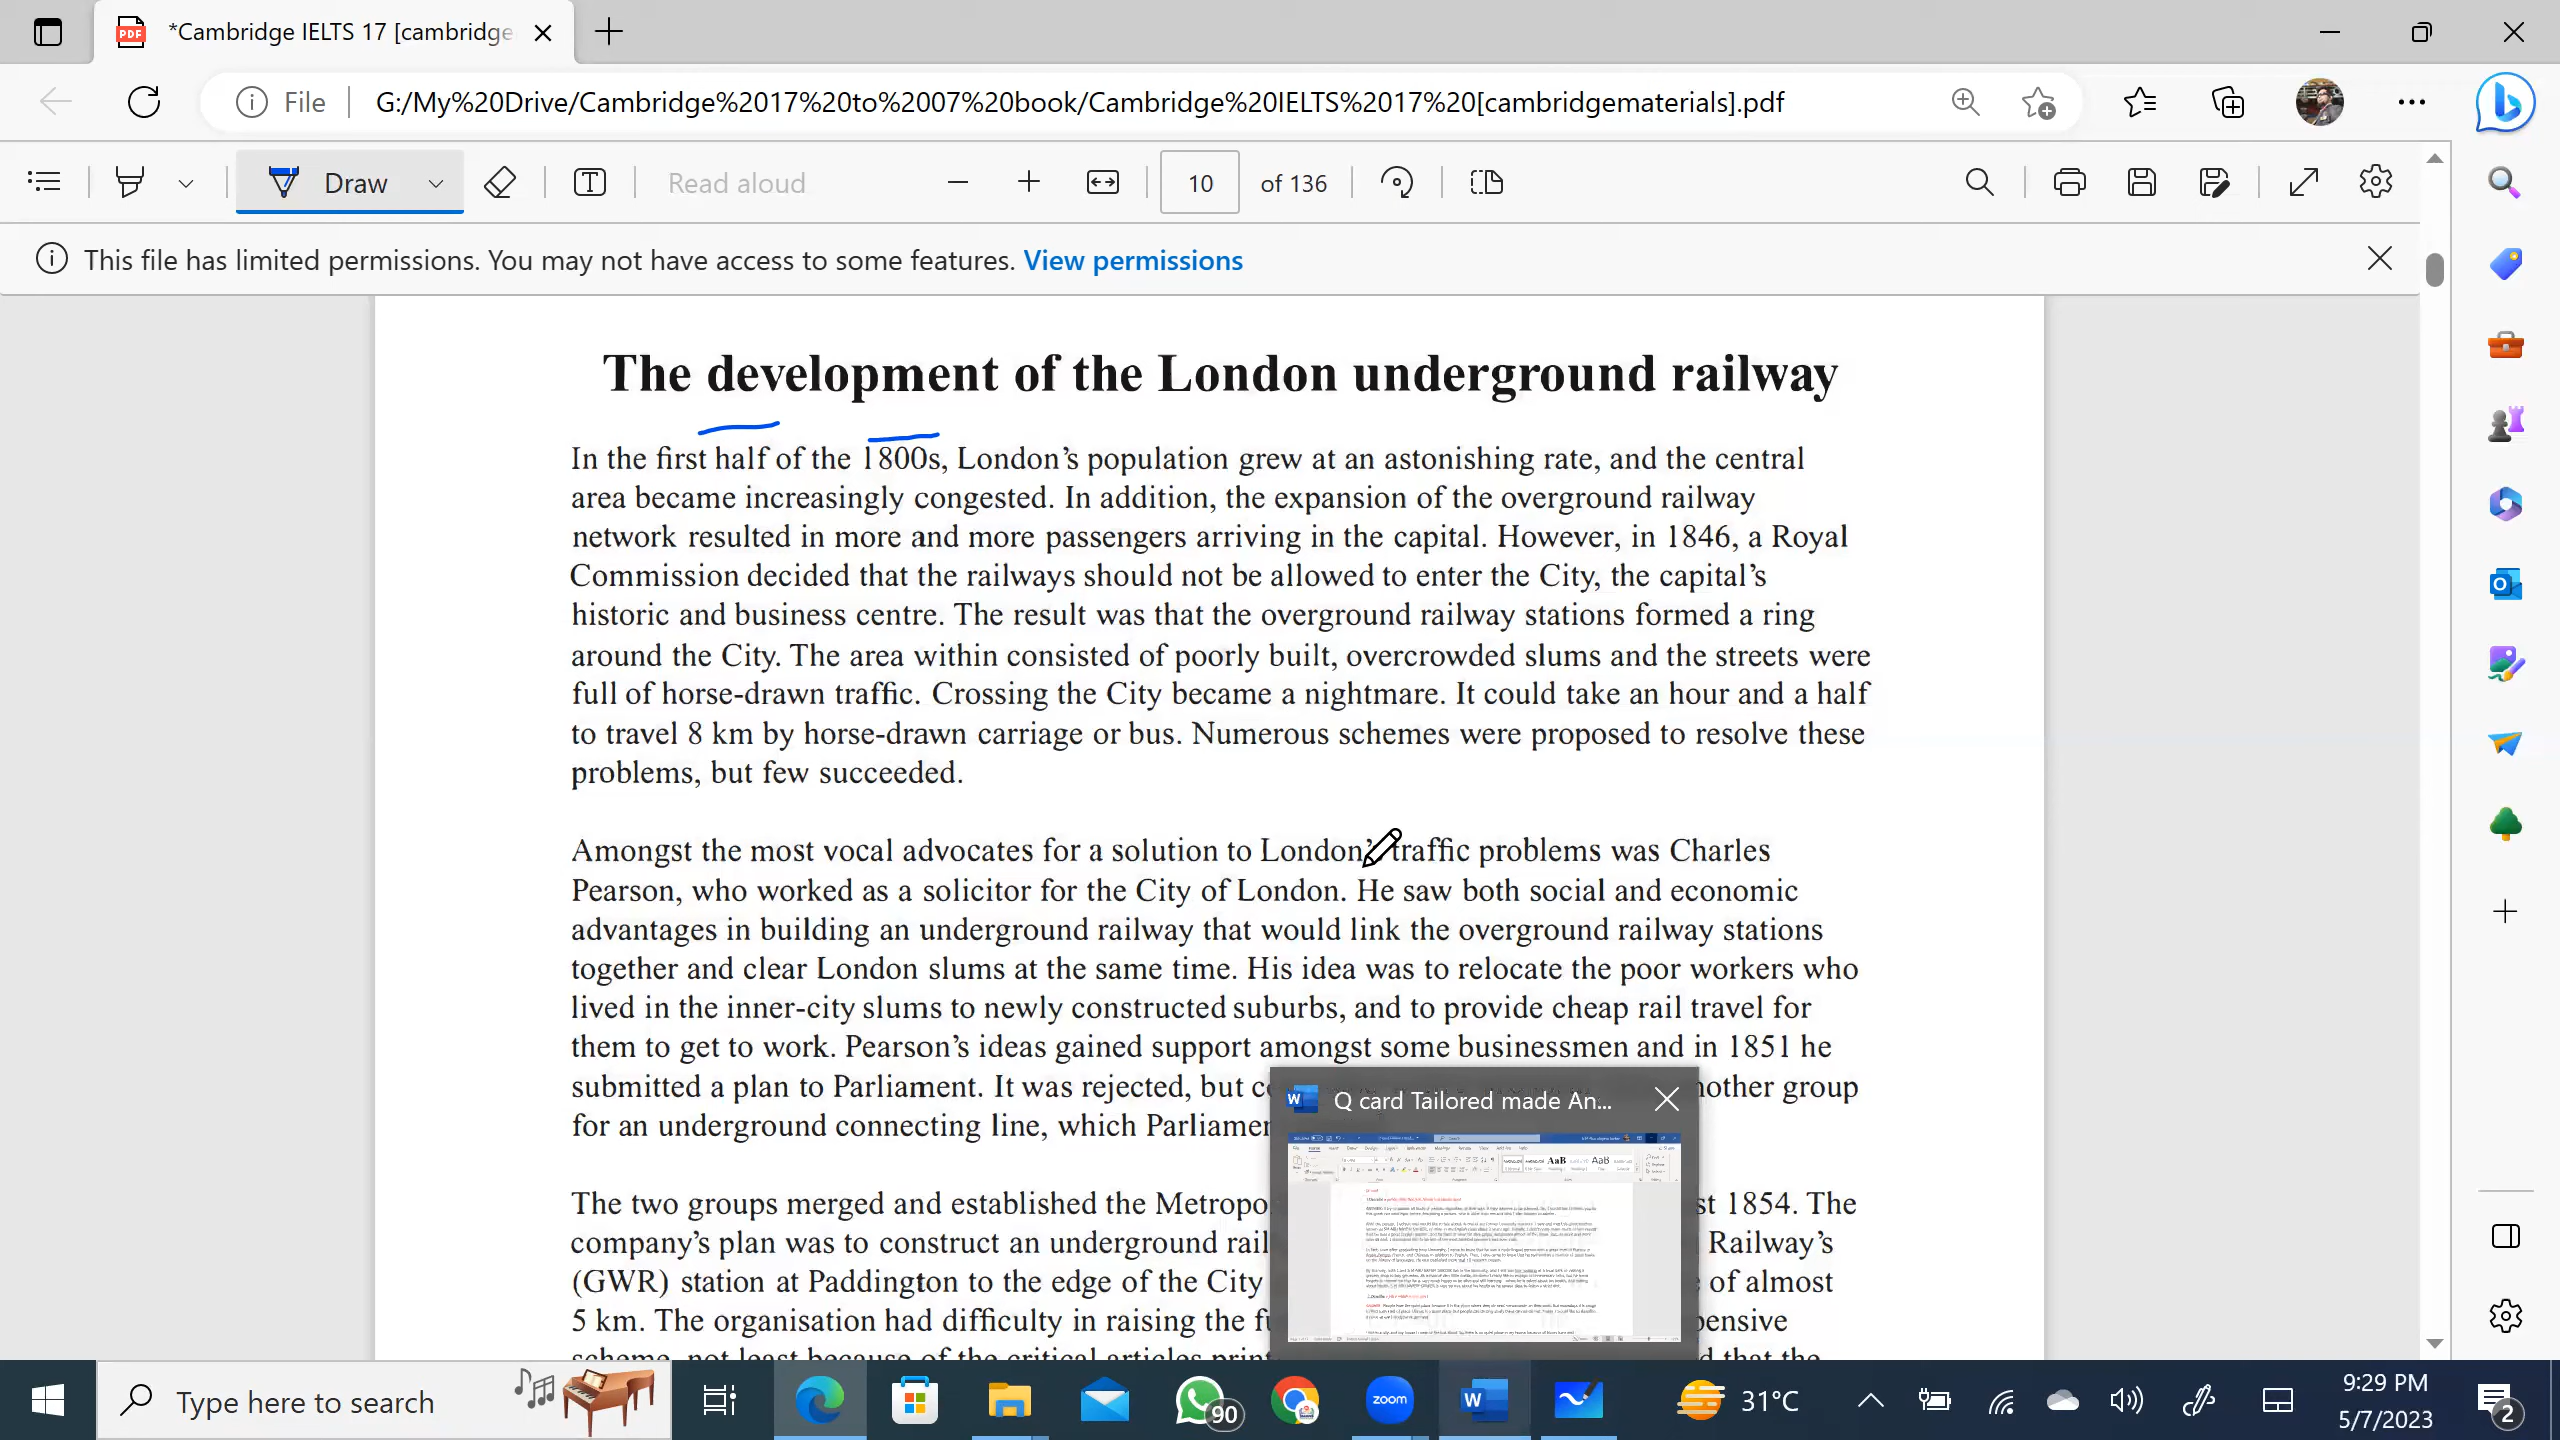 *Cambridge IELTS 17 [cambridge
File
G:/My%20Drive/Cambridge%2017%20to%2007%20book/Cambridge%20IELTS%2017%20[cambridgematerials].pdf
Draw
Read aloud
10 of 136
This file has limited permissions. You may not have access to some features. View permissions
The development of the London underground railway
In the first half of the 1800s, London’s population grew at an astonishing rate, and the central
area became increasingly congested. In addition, the expansion of the overground railway
network resulted in more and more passengers arriving in the capital. However, in 1846, a Royal
Commission decided that the railways should not be allowed to enter the City, the capital’s
historic and business centre. The result was that the overground railway stations formed a ring
around the City. The area within consisted of poorly built, overcrowded slums and the streets were
full of horse-drawn traffic. Crossing the City became a nightmare. It could take an hour and a half
to travel 8 km by horse-drawn carriage or bus. Numerous schemes were proposed to resolve these
problems, but few succeeded.
Amongst the most vocal advocates for a solution to London’s traffic problems was Charles
Pearson, who worked as a solicitor for the City of London. He saw both social and economic
advantages in building an underground railway that would link the overground railway stations
together and clear London slums at the same time. His idea was to relocate the poor workers who
lived in the inner-city slums to newly constructed suburbs, and to provide cheap rail travel for
them to get to work. Pearson’s ideas gained support amongst some businessmen and in 1851 he
submitted a plan to Parliament. It was rejected, but co nother group
for an underground connecting line, which Parliamen
Q card Tailored made An...
The two groups merged and established the Metropo st 1854. The
company’s plan was to construct an underground rail Railway’s
(GWR) station at Paddington to the edge of the City of almost
5 km. The organisation had difficulty in raising the fu pensive
scheme, not least because of the critical articles print d that the
Type here to search
90
zoom
31°C
9:29 PM
5/7/2023
2